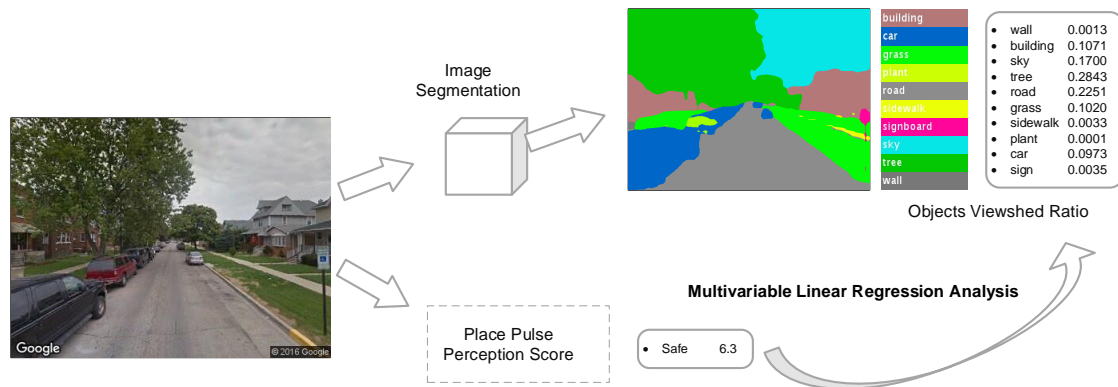 Image
Segmentation
building
car
grass
plant
road
sidewalk
signboard
sky
tree
wall
• wall 0.0013
• building 0.1071
• sky 0.1700
• tree 0.2843
• road 0.2251
• grass 0.1020
• sidewalk 0.0033
• plant 0.0001
• car 0.0973
• sign 0.0035
Objects Viewshed Ratio
Google
© 2016 Google
Multivariable Linear Regression Analysis
Place Pulse
Perception Score
• Safe 6.3